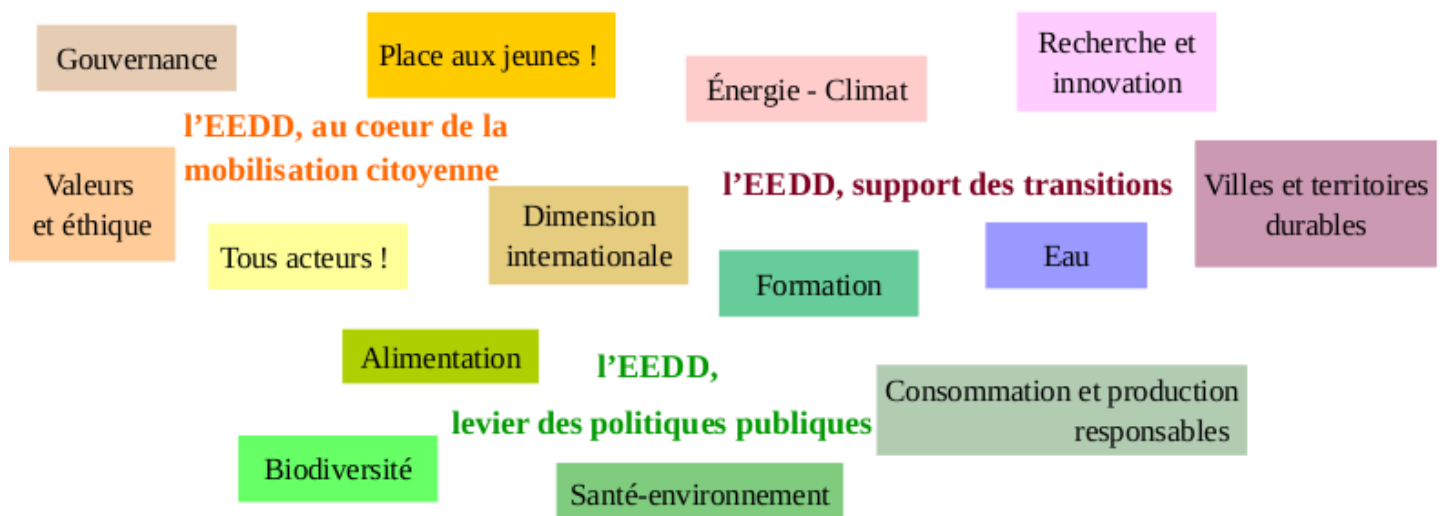 Gouvernance
Place aux jeunes !
Énergie - Climat
Recherche et
innovation
l’EEDD, au coeur de la
mobilisation citoyenne
Valeurs
et éthique
Tous acteurs !
Dimension
internationale
l’EEDD, support des transitions
Villes et territoires
durables
Formation
Eau
Alimentation
l’EEDD,
levier des politiques publiques
Consommation et production
responsables
Biodiversité
Santé-environnement